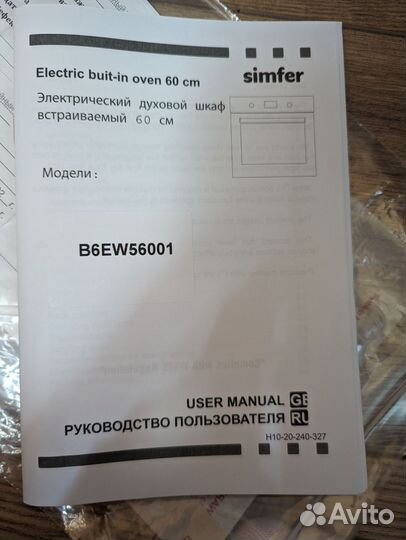 simfer
Electric buit-in oven 60 cm
Электрический духовой шкаф
встраиваемый 60 см
Модели :
B6EW56001
USER MANUAL GB
РУКОВОДСТВО ПОЛЬЗОВАТЕЛЯ RU
H10-20-240-327
Avito